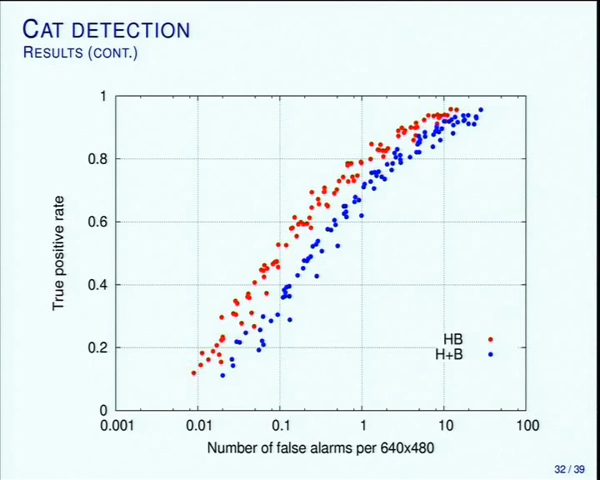 CAT DETECTION
RESULTS (CONT.)
1
0.8
0.6
0.4
0.2
0
True positive rate
HB
H+B
0.001
0.01
0.1
1
10
100
Number of false alarms per 640x480
32 / 39